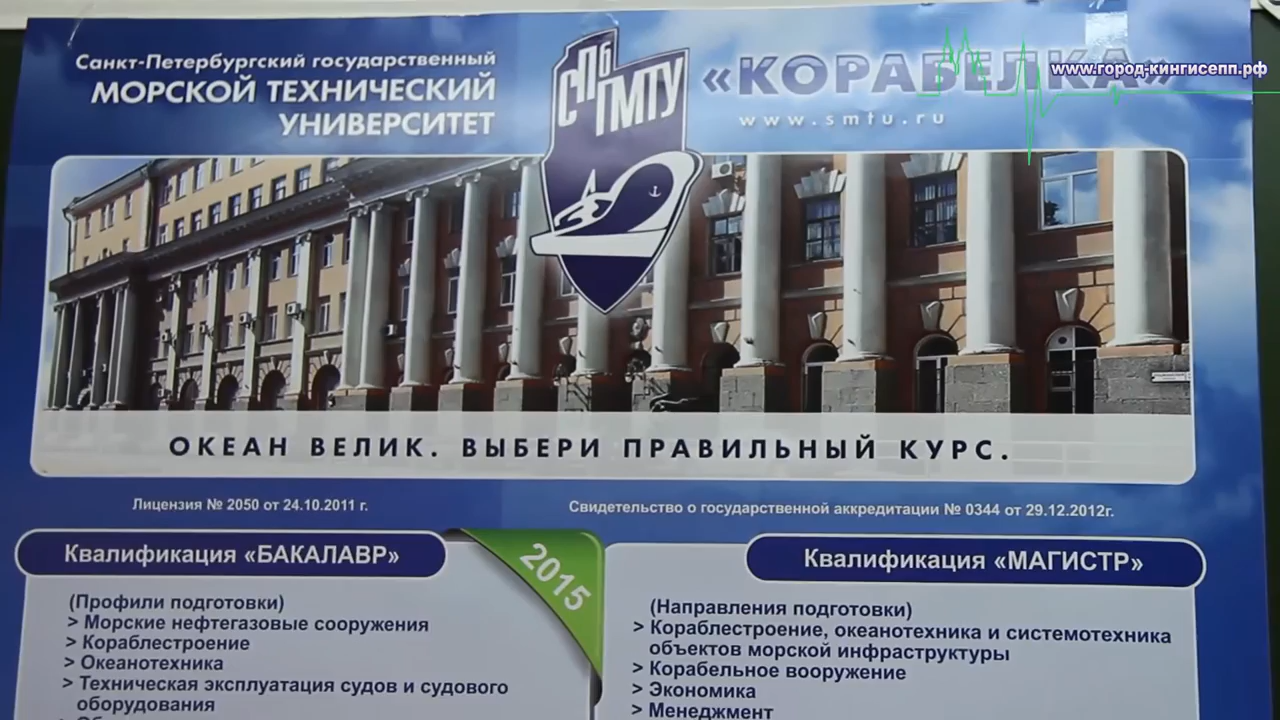 Санкт-Петербургский государственный
МОРСКОЙ ТЕХНИЧЕСКИЙ
УНИВЕРСИТЕТ
СПб
ГМТУ
«КОРАБЕЛКА»
www.smtu.ru
www.город-кингисепп.рф
ОКЕАН ВЕЛИК. ВЫБЕРИ ПРАВИЛЬНЫЙ КУРС.
Лицензия № 2050 от 24.10.2011 г.
Свидетельство о государственной аккредитации № 0344 от 29.12.2012г.
Квалификация «БАКАЛАВР»
2015
(Профили подготовки)
> Морские нефтегазовые сооружения
> Кораблестроение
> Океанотехника
> Техническая эксплуатация судов и судового
оборудования
Квалификация «МАГИСТР»
(Направления подготовки)
> Кораблестроение, океанотехника и системотехника
объектов морской инфраструктуры
> Корабельное вооружение
> Экономика
> Менеджмент